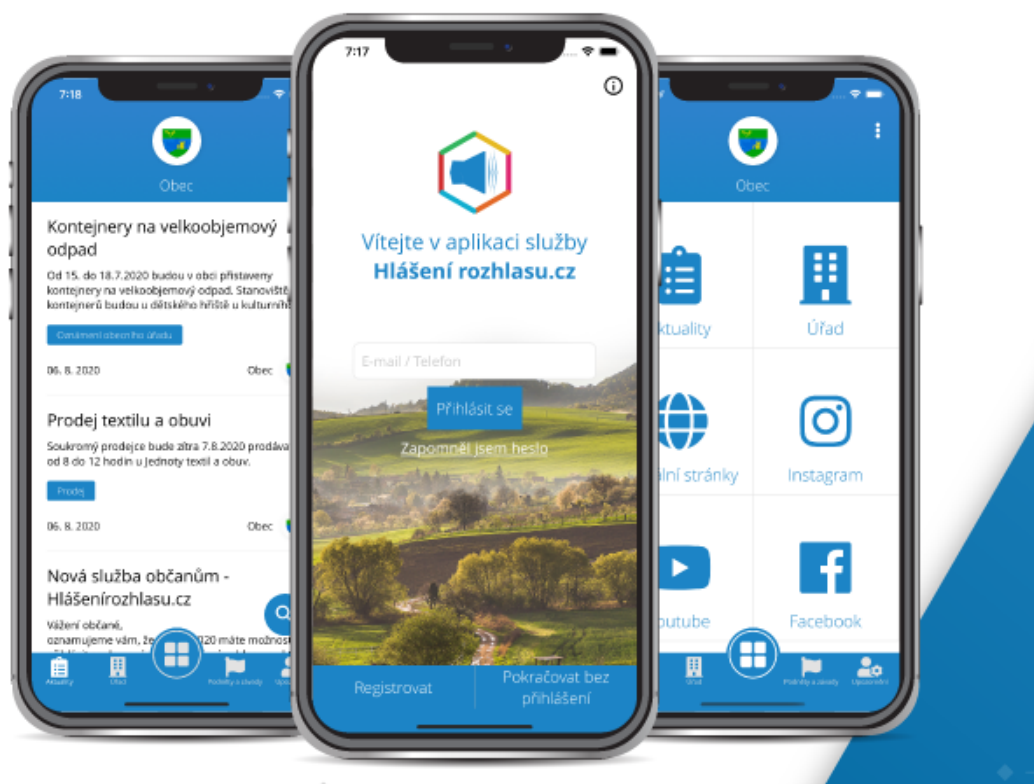 7:18
Obec
Kontejnery na velkoobjemový
odpad
Od 15. do 18.7.2020 budou v obci přistaveny
kontejnery na velkoobjemový odpad. Stanoviště
kontejnerů budou u dětského hřiště u kulturníh
Oznámení obecního úřadu
06. 8. 2020
Obec
Prodej textilu a obuvi
Soukromý prodejce bude zítra 7.8.2020 prodáva
od 8 do 12 hodin u Jednoty textil a obuv.
Prodej
06. 8. 2020
Obec
Nová služba občanům -
Hlášenírozhlasu.cz
Vážení občané,
oznamujeme vám, že
2020 máte možnost
Aktuality
Úřad
Podněty a závady
7:17
Vítejte v aplikaci služby
Hlášení rozhlasu.cz
E-mail / Telefon
Přihlásit se
Zapomněl jsem heslo
Registrovat
Pokračovat bez
přihlášení
Obec
ktuality
Úřad
lní stránky
Instagram
outube
Facebook
Úřad
Podněty a závady
Upozornění